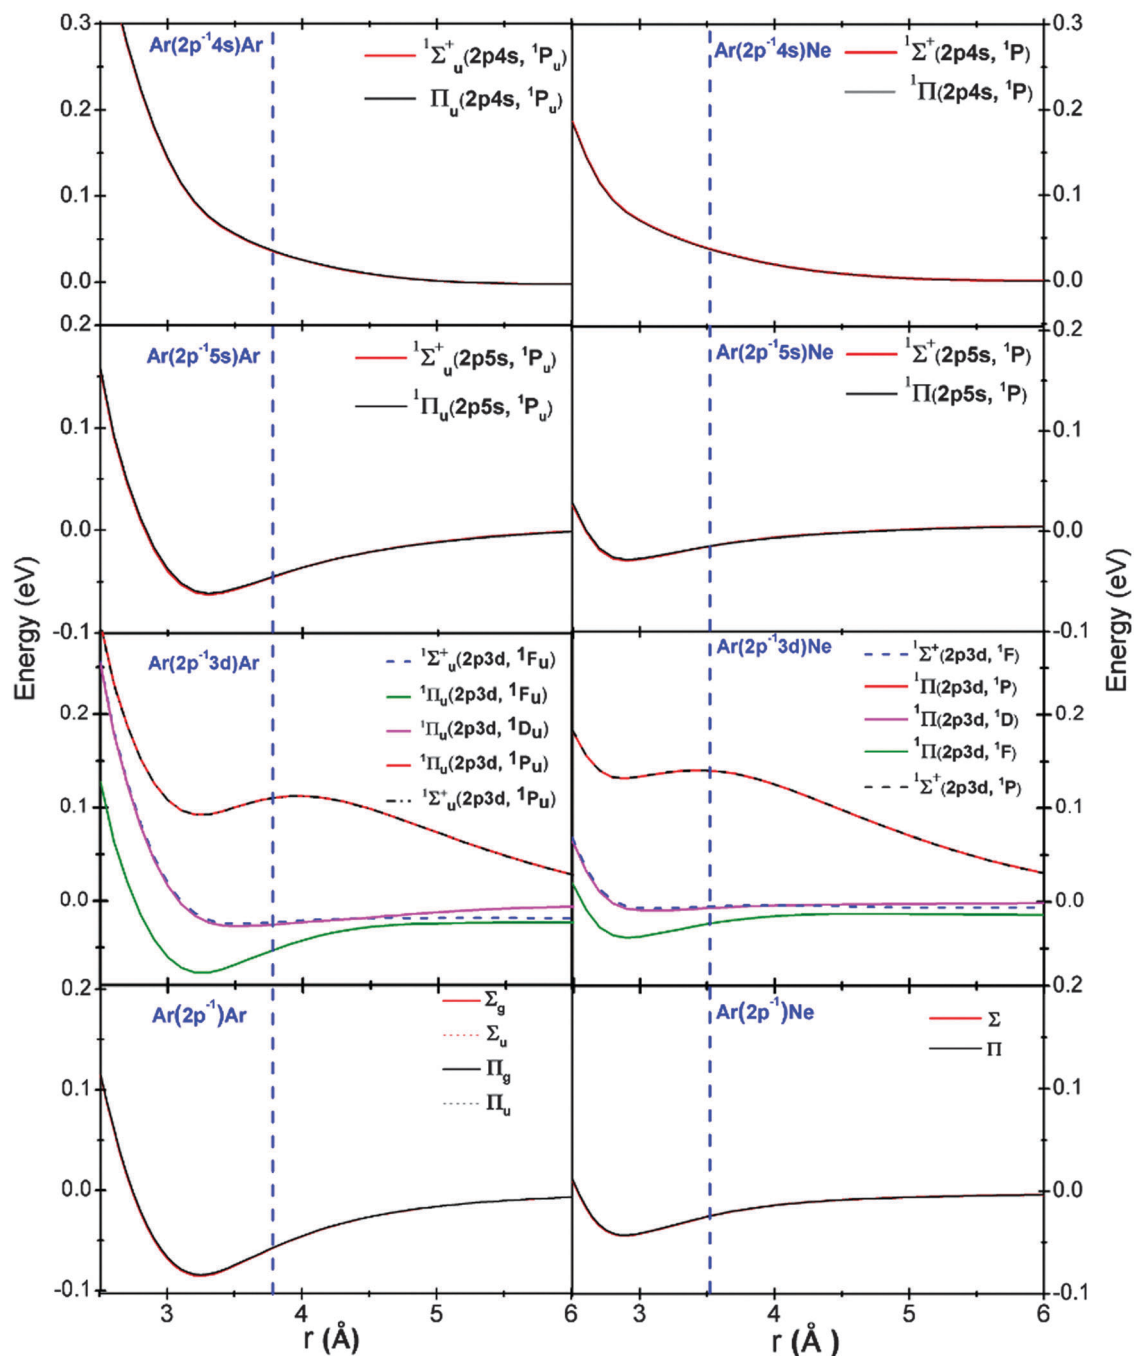 0.3
Ar(2p⁻¹4s)Ar
¹Σ⁺ᵤ(2p4s, ¹Pᵤ)
Πᵤ(2p4s, ¹Pᵤ)
0.2
0.1
0.0
Ar(2p⁻¹4s)Ne
¹Σ⁺(2p4s, ¹P)
¹Π(2p4s, ¹P)
0.3
0.2
0.1
0.0
0.2
Ar(2p⁻¹5s)Ar
¹Σ⁺ᵤ(2p5s, ¹Pᵤ)
¹Πᵤ(2p5s, ¹Pᵤ)
0.1
0.0
-0.1
Ar(2p⁻¹5s)Ne
¹Σ⁺(2p5s, ¹P)
¹Π(2p5s, ¹P)
0.2
0.1
0.0
-0.1
Energy (eV)
Energy (eV)
Ar(2p⁻¹3d)Ar
¹Σ⁺ᵤ(2p3d, ¹Fu)
¹Πᵤ(2p3d, ¹Fu)
¹Πᵤ(2p3d, ¹Du)
¹Πᵤ(2p3d, ¹Pu)
¹Σ⁺ᵤ(2p3d, ¹Pu)
0.2
0.1
0.0
Ar(2p⁻¹3d)Ne
¹Σ⁺(2p3d, ¹F)
¹Π(2p3d, ¹P)
¹Π(2p3d, ¹D)
¹Π(2p3d, ¹F)
¹Σ⁺(2p3d, ¹P)
0.2
0.1
0.0
0.2
Ar(2p⁻¹)Ar
Σg
Σᵤ
Πg
Πᵤ
0.1
0.0
-0.1
Ar(2p⁻¹)Ne
Σ
Π
0.2
0.1
0.0
-0.1
3 4 5 6
r (Å)
3 4 5 6
r (Å)